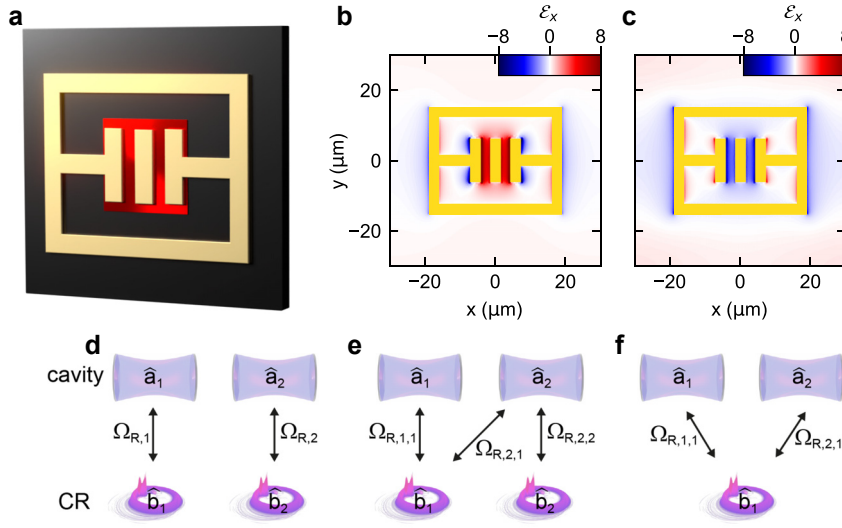 a
b
ℰx
−8 0 8
30
0
−30
y (μm)
−20 0 20
x (μm)
c
ℰx
−8 0 8
−20 0 20
x (μm)
d
cavity
â1
â2
ΩR,1
ΩR,2
CR
b̂1
b̂2
e
â1
â2
ΩR,1,1
ΩR,2,1
ΩR,2,2
b̂1
b̂2
f
â1
â2
ΩR,1,1
ΩR,2,1
b̂1